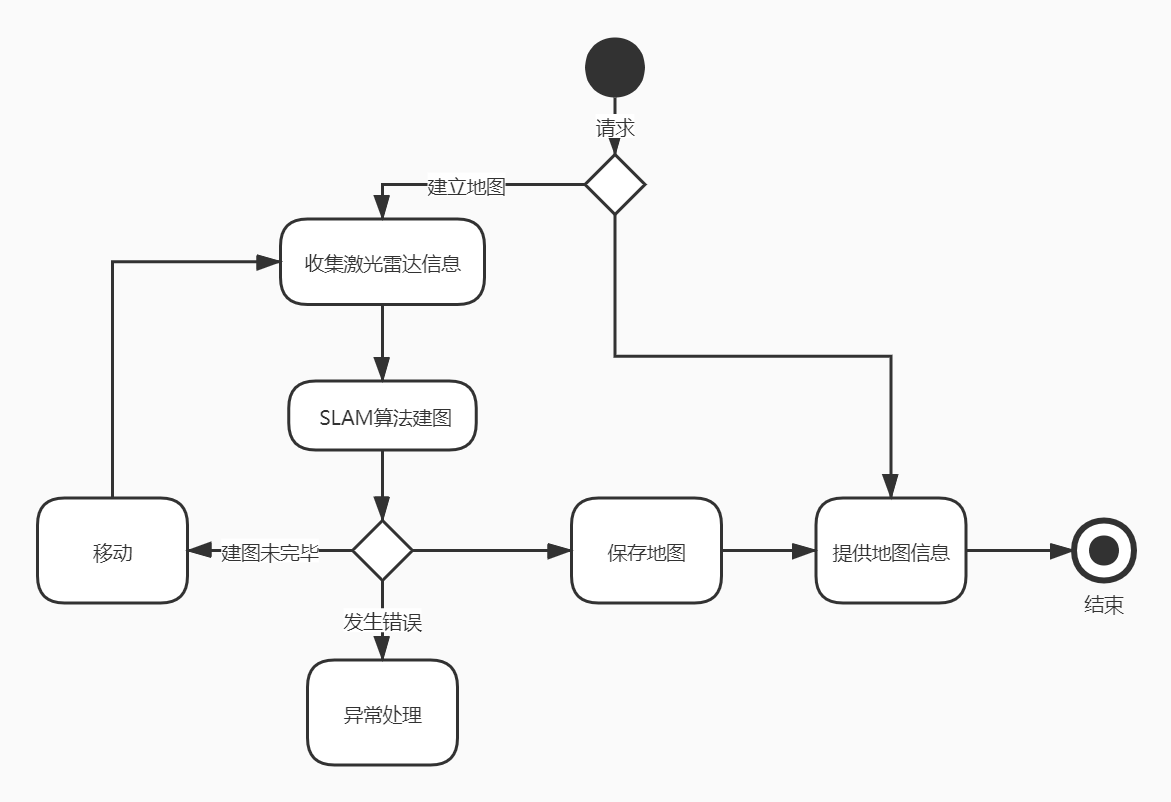 请求
建立地图
收集激光雷达信息
SLAM算法建图
移动
建图未完毕
保存地图
提供地图信息
结束
发生错误
异常处理